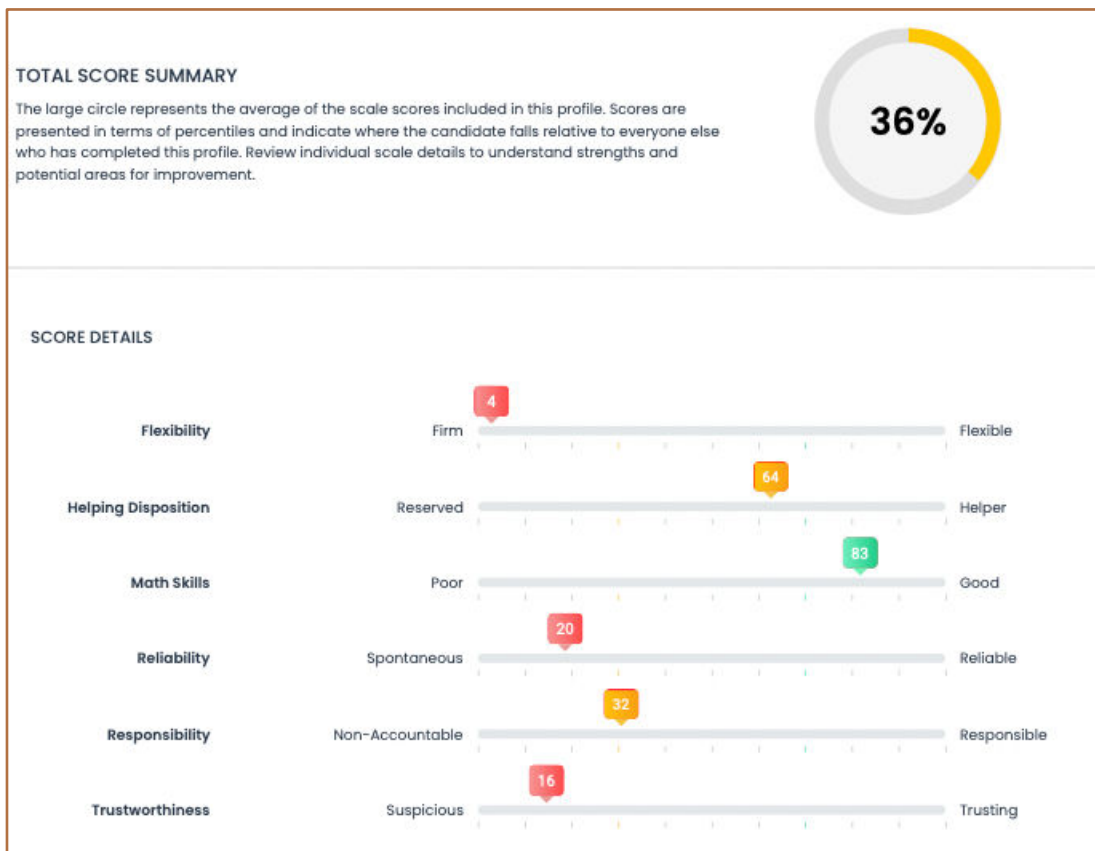 TOTAL SCORE SUMMARY
The large circle represents the average of the scale scores included in this profile. Scores are
presented in terms of percentiles and indicate where the candidate falls relative to everyone else
who has completed this profile. Review individual scale details to understand strengths and
potential areas for improvement.
36%
SCORE DETAILS
4
Flexibility Firm Flexible
64
Helping Disposition Reserved Helper
83
Math Skills Poor Good
20
Reliability Spontaneous Reliable
32
Responsibility Non-Accountable Responsible
16
Trustworthiness Suspicious Trusting